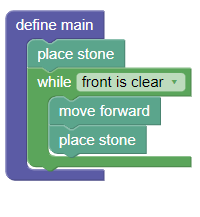 define main
place stone
while front is clear
move forward
place stone